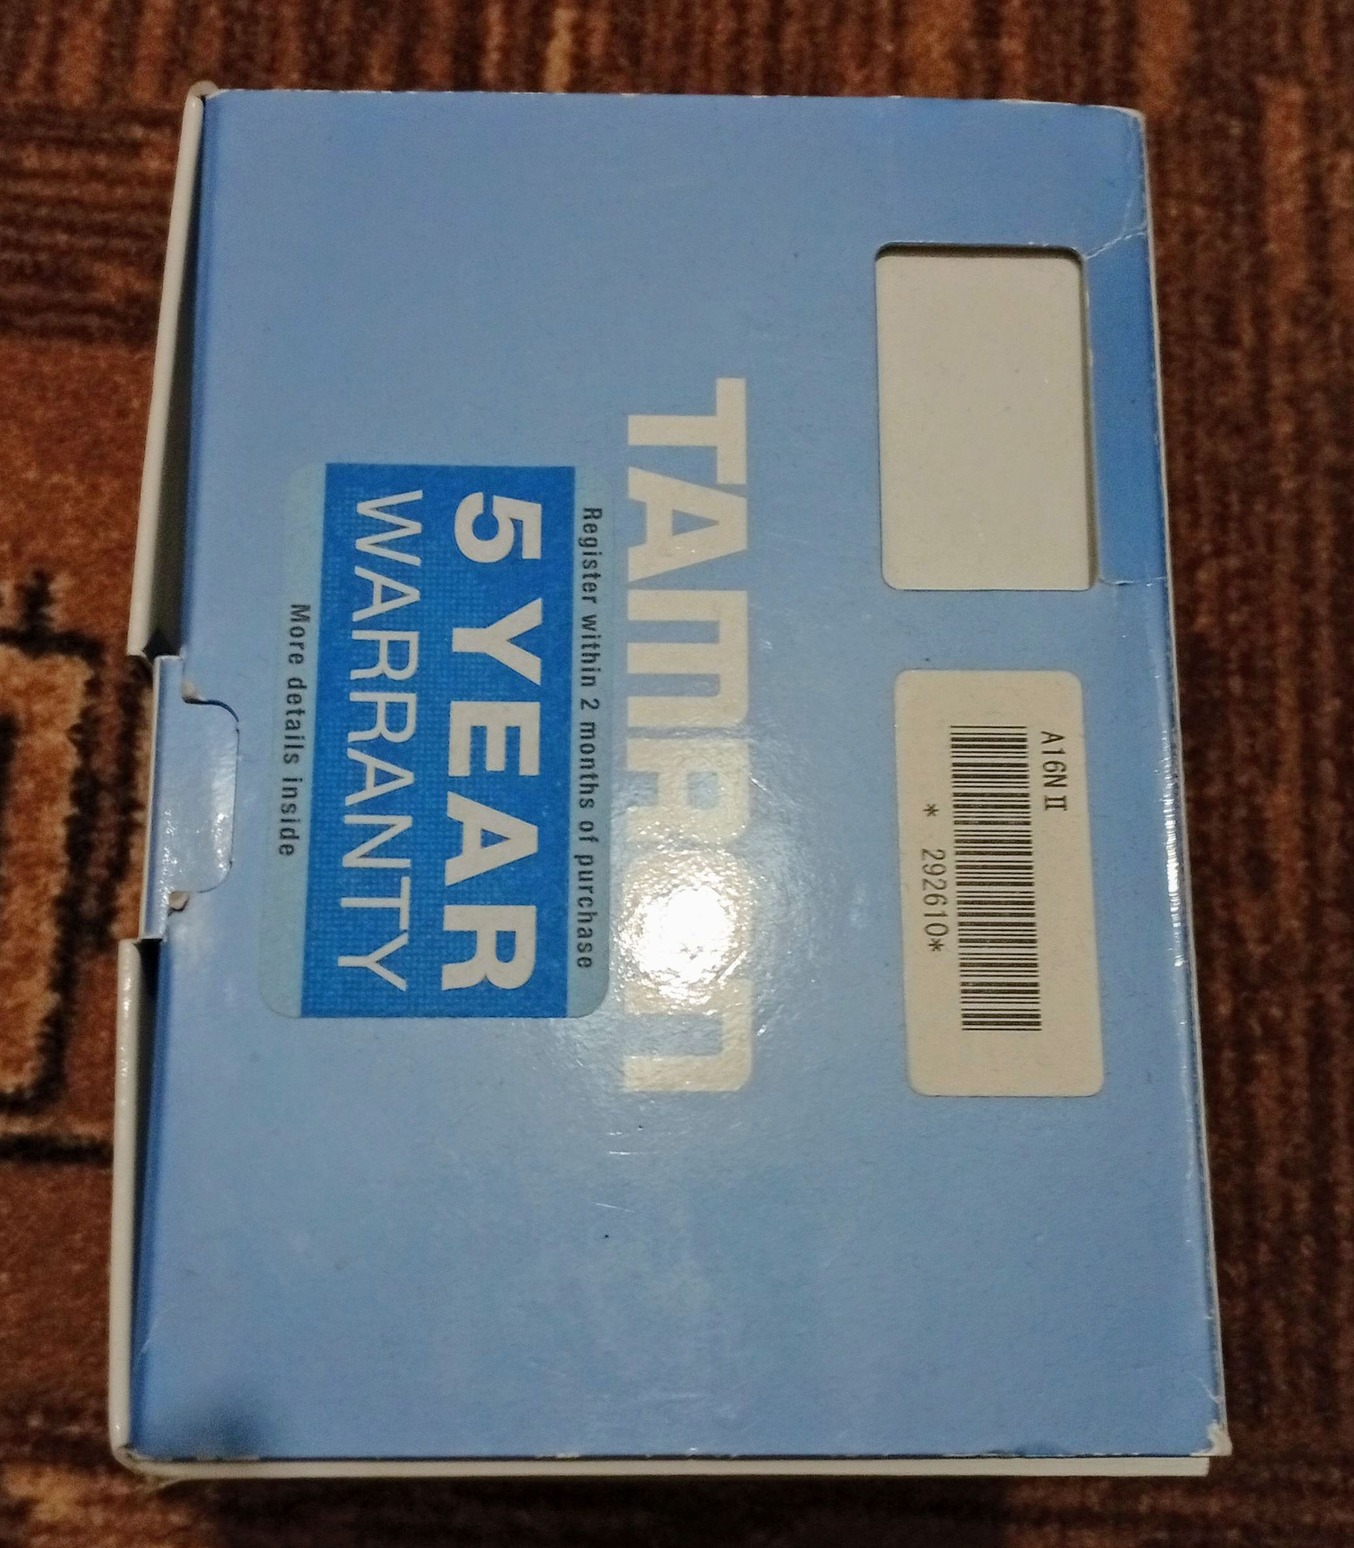 A16N II
* 292610*
TAMRON
Register within 2 months of purchase
5 YEAR
WARRANTY
More details inside